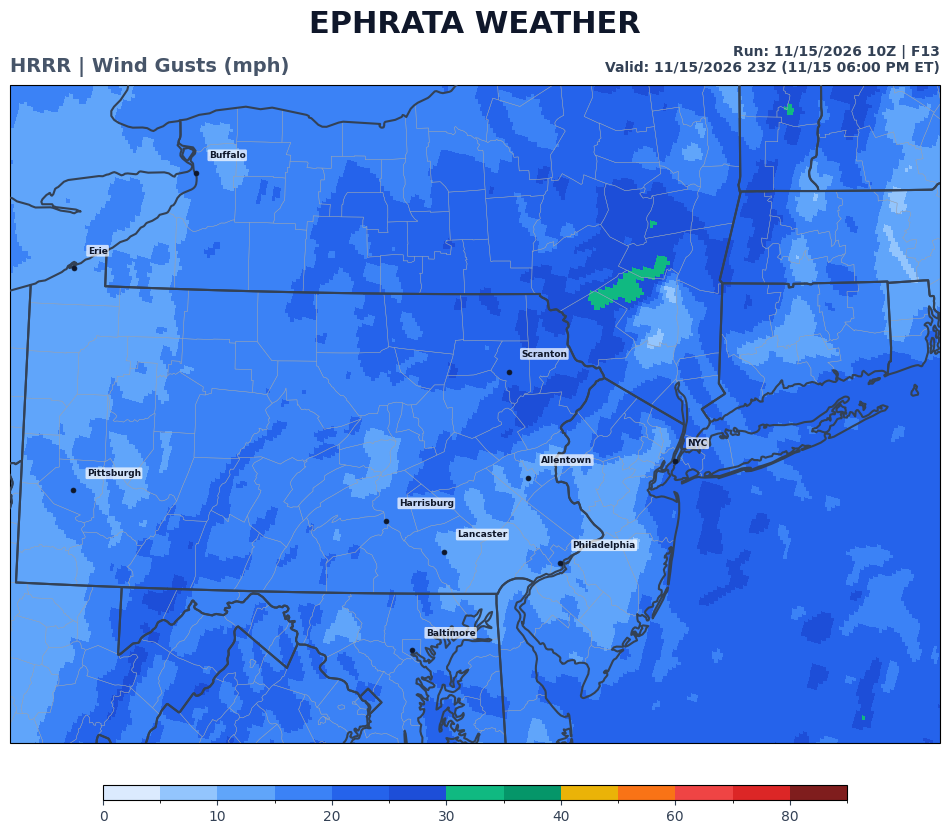 EPHRATA WEATHER
HRRR | Wind Gusts (mph)
Run: 11/15/2026 10Z | F13
Valid: 11/15/2026 23Z (11/15 06:00 PM ET)
Buffalo
Erie
Scranton
NYC
Allentown
Pittsburgh
Harrisburg
Lancaster
Philadelphia
Baltimore
0 10 20 30 40 50 60 70 80